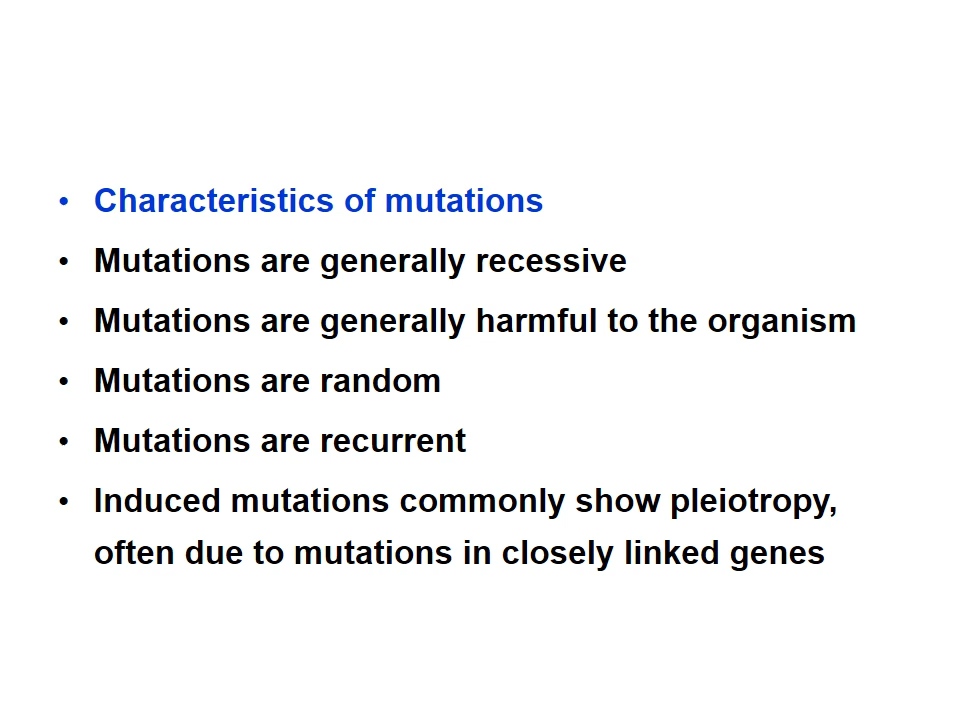 • Characteristics of mutations
• Mutations are generally recessive
• Mutations are generally harmful to the organism
• Mutations are random
• Mutations are recurrent
• Induced mutations commonly show pleiotropy,
often due to mutations in closely linked genes